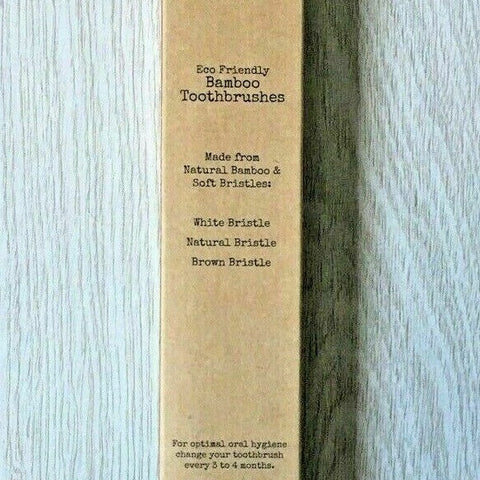 Eco Friendly
Bamboo
Toothbrushes
Made from
Natural Bamboo &
Soft Bristles:
White Bristle
Natural Bristle
Brown Bristle
For optimal oral hygiene
change your toothbrush
every 3 to 4 months.